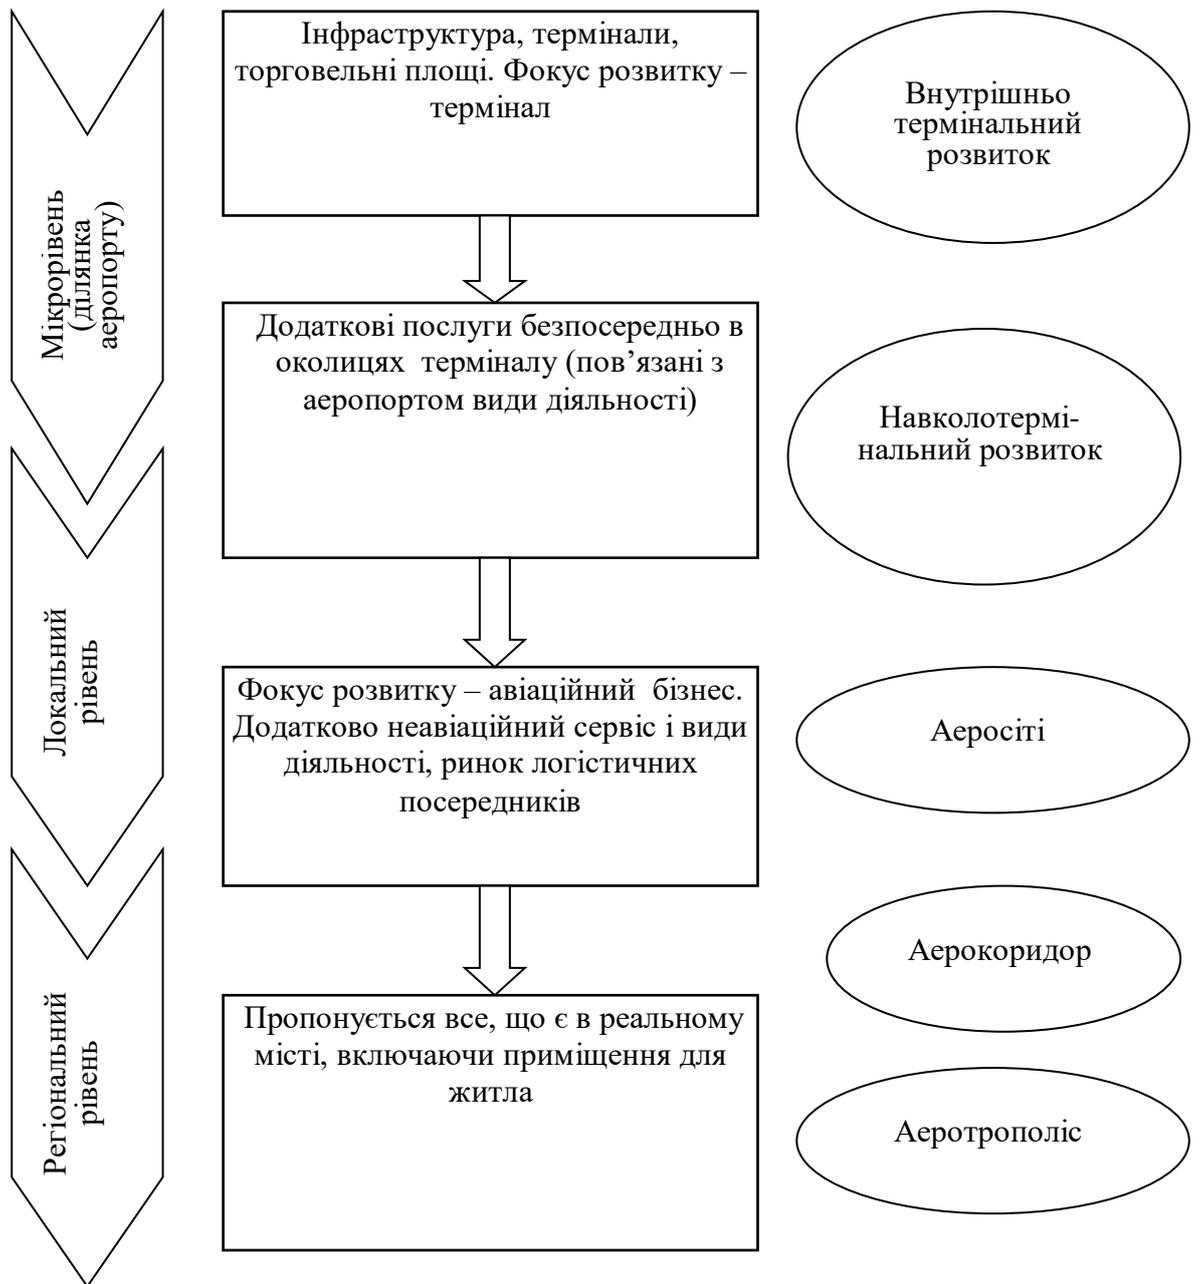 Мікрорівень
(ділянка
аеропорту)
Інфраструктура, термінали,
торговельні площі. Фокус розвитку –
термінал
Внутрішньо
термінальний
розвиток
Додаткові послуги безпосередньо в
околицях терміналу (пов’язані з
аеропортом види діяльності)
Навколотермі-
нальний розвиток
Локальний
рівень
Фокус розвитку – авіаційний бізнес.
Додатково неавіаційний сервіс і види
діяльності, ринок логістичних
посередників
Аеросіті
Регіональний
рівень
Пропонується все, що є в реальному
місті, включаючи приміщення для
житла
Аерокоридор
Аеротрополіс